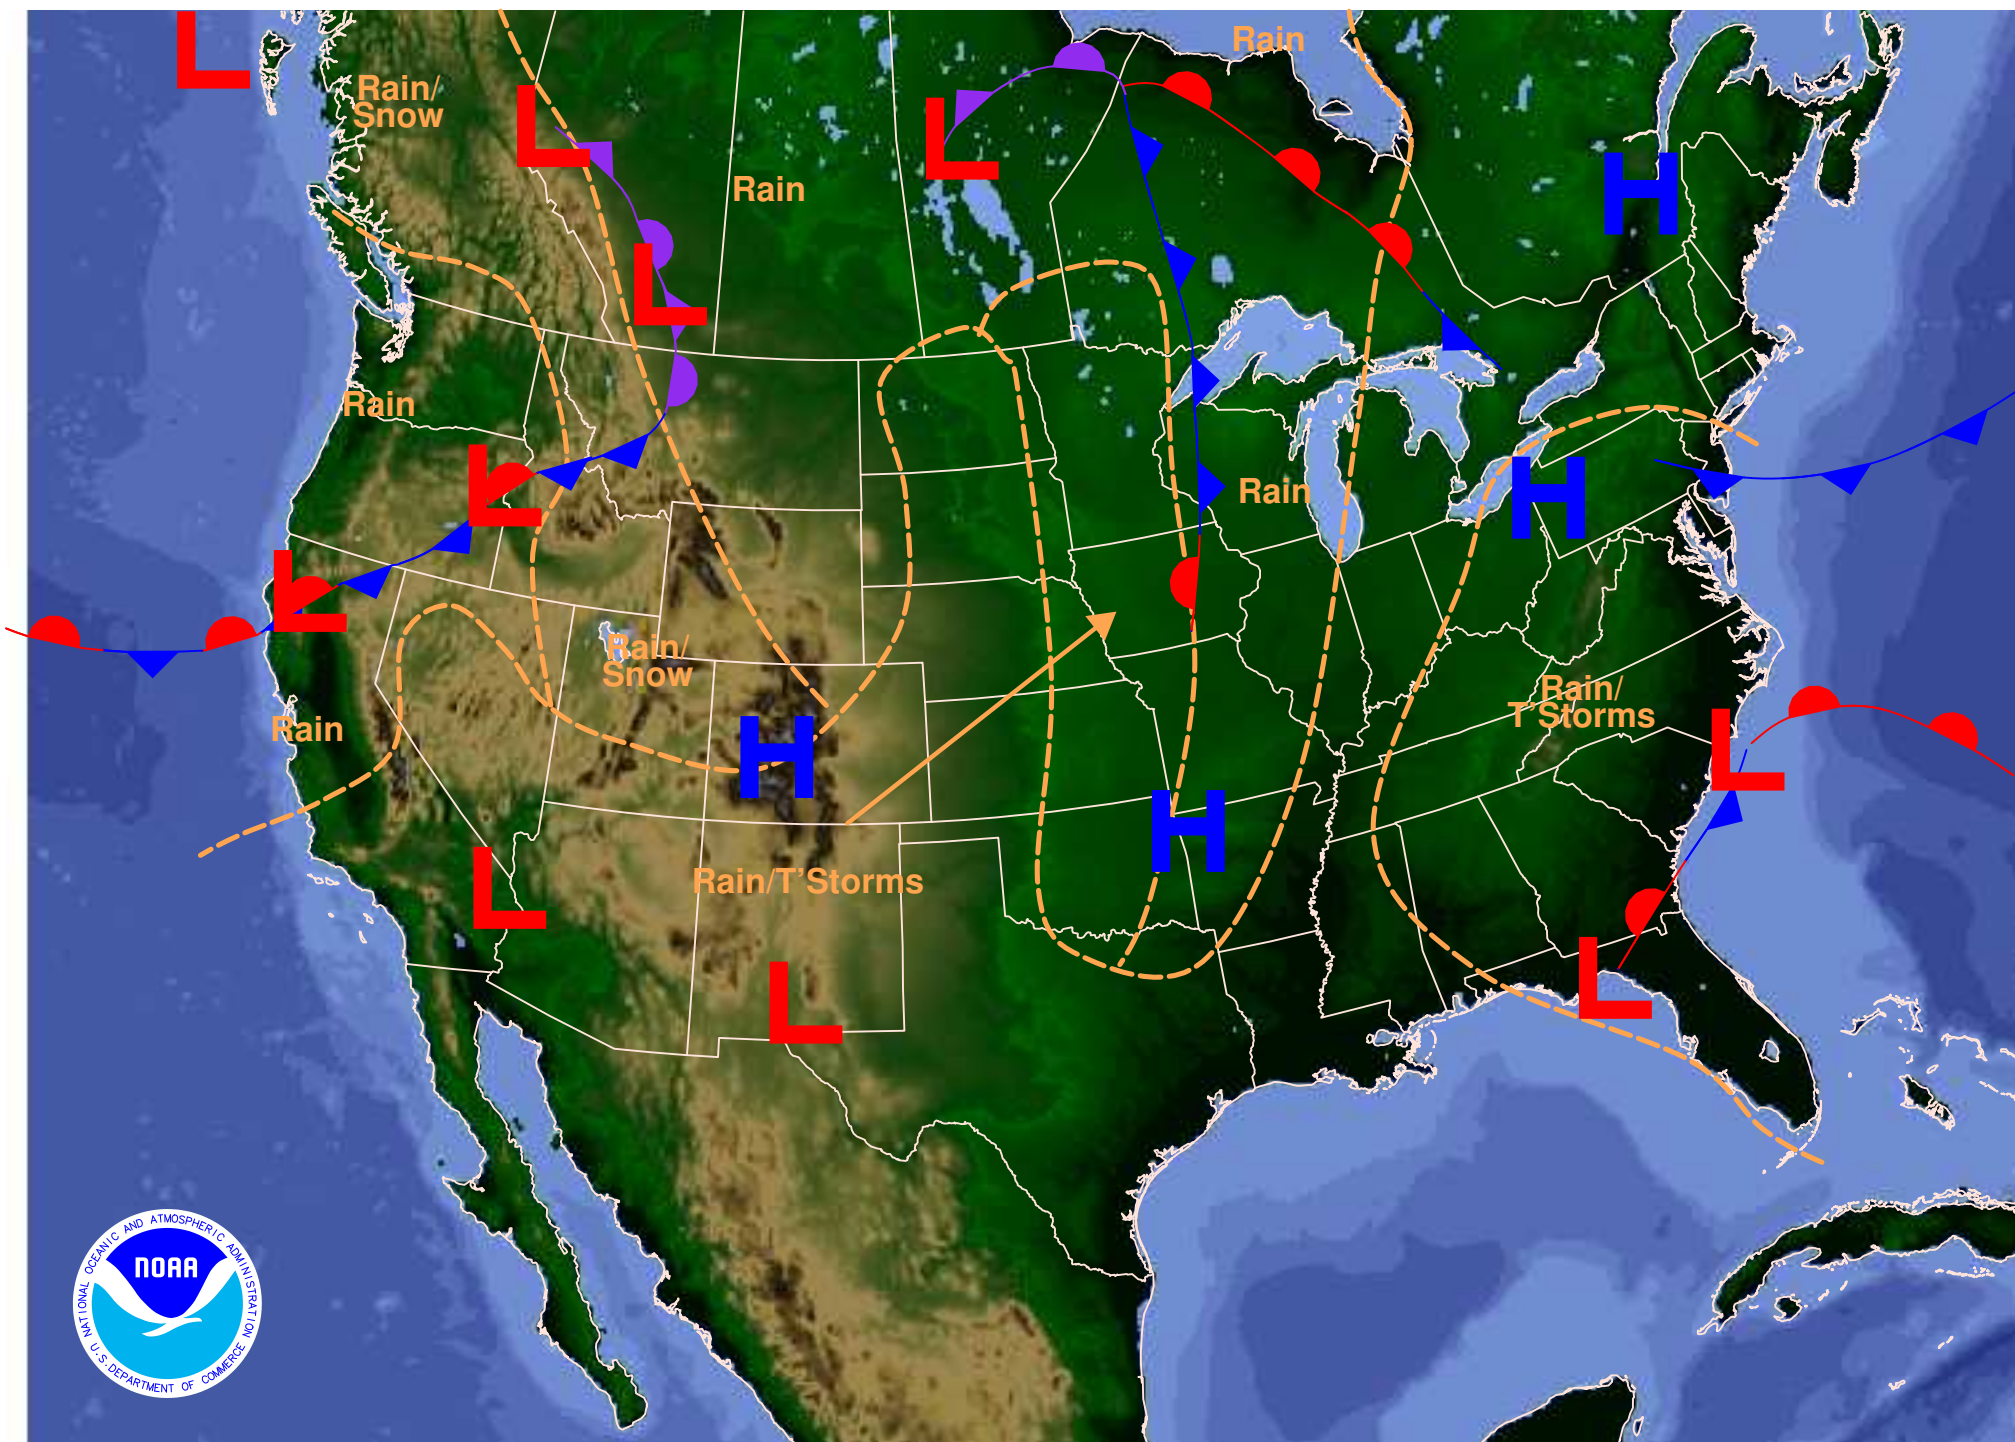 L
Rain
Rain/
Snow
L
L
Rain
H
L
Rain
L
Rain
H
L
Rain/
Snow
Rain/
T'Storms
Rain
H
L
H
Rain/T'Storms
L
L
L
NATIONAL OCEANIC AND ATMOSPHERIC ADMINISTRATION
NOAA
U.S. DEPARTMENT OF COMMERCE